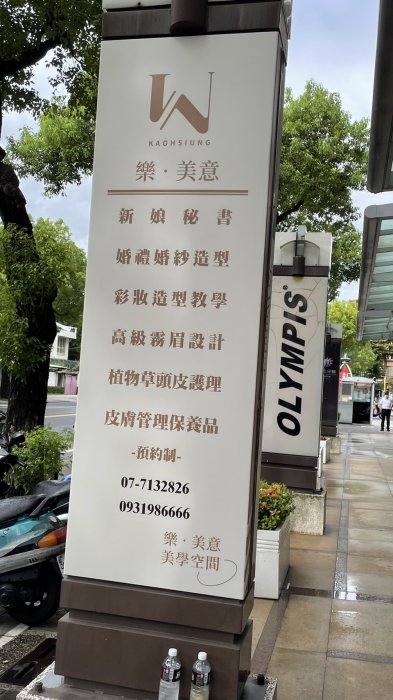 W
KAOHSIUNG
樂·美意
新娘秘書
婚禮婚紗造型
彩妝造型教學
高級霧眉設計
植物草頭皮護理
皮膚管理保養品
-預約制-
07-7132826
0931986666
樂·美意
美學空間
OLYMPIS®